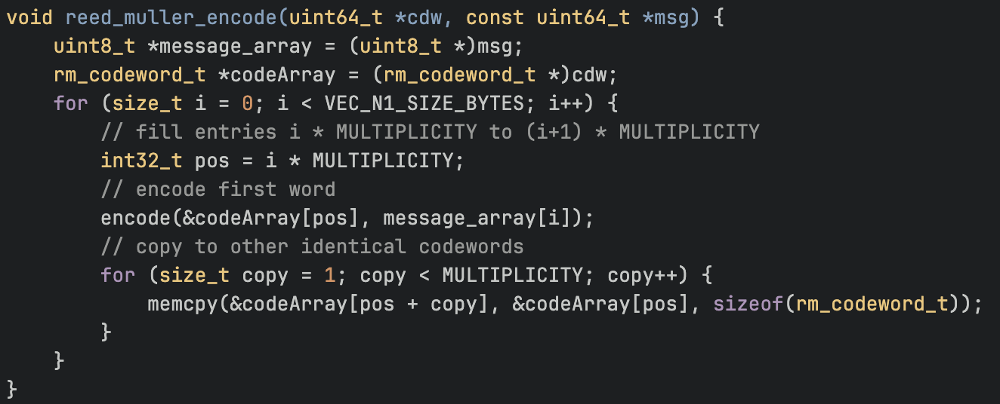 void reed_muller_encode(uint64_t *cdw, const uint64_t *msg) {
    uint8_t *message_array = (uint8_t *)msg;
    rm_codeword_t *codeArray = (rm_codeword_t *)cdw;
    for (size_t i = 0; i < VEC_N1_SIZE_BYTES; i++) {
        // fill entries i * MULTIPLICITY to (i+1) * MULTIPLICITY
        int32_t pos = i * MULTIPLICITY;
        // encode first word
        encode(&codeArray[pos], message_array[i]);
        // copy to other identical codewords
        for (size_t copy = 1; copy < MULTIPLICITY; copy++) {
            memcpy(&codeArray[pos + copy], &codeArray[pos], sizeof(rm_codeword_t));
        }
    }
}